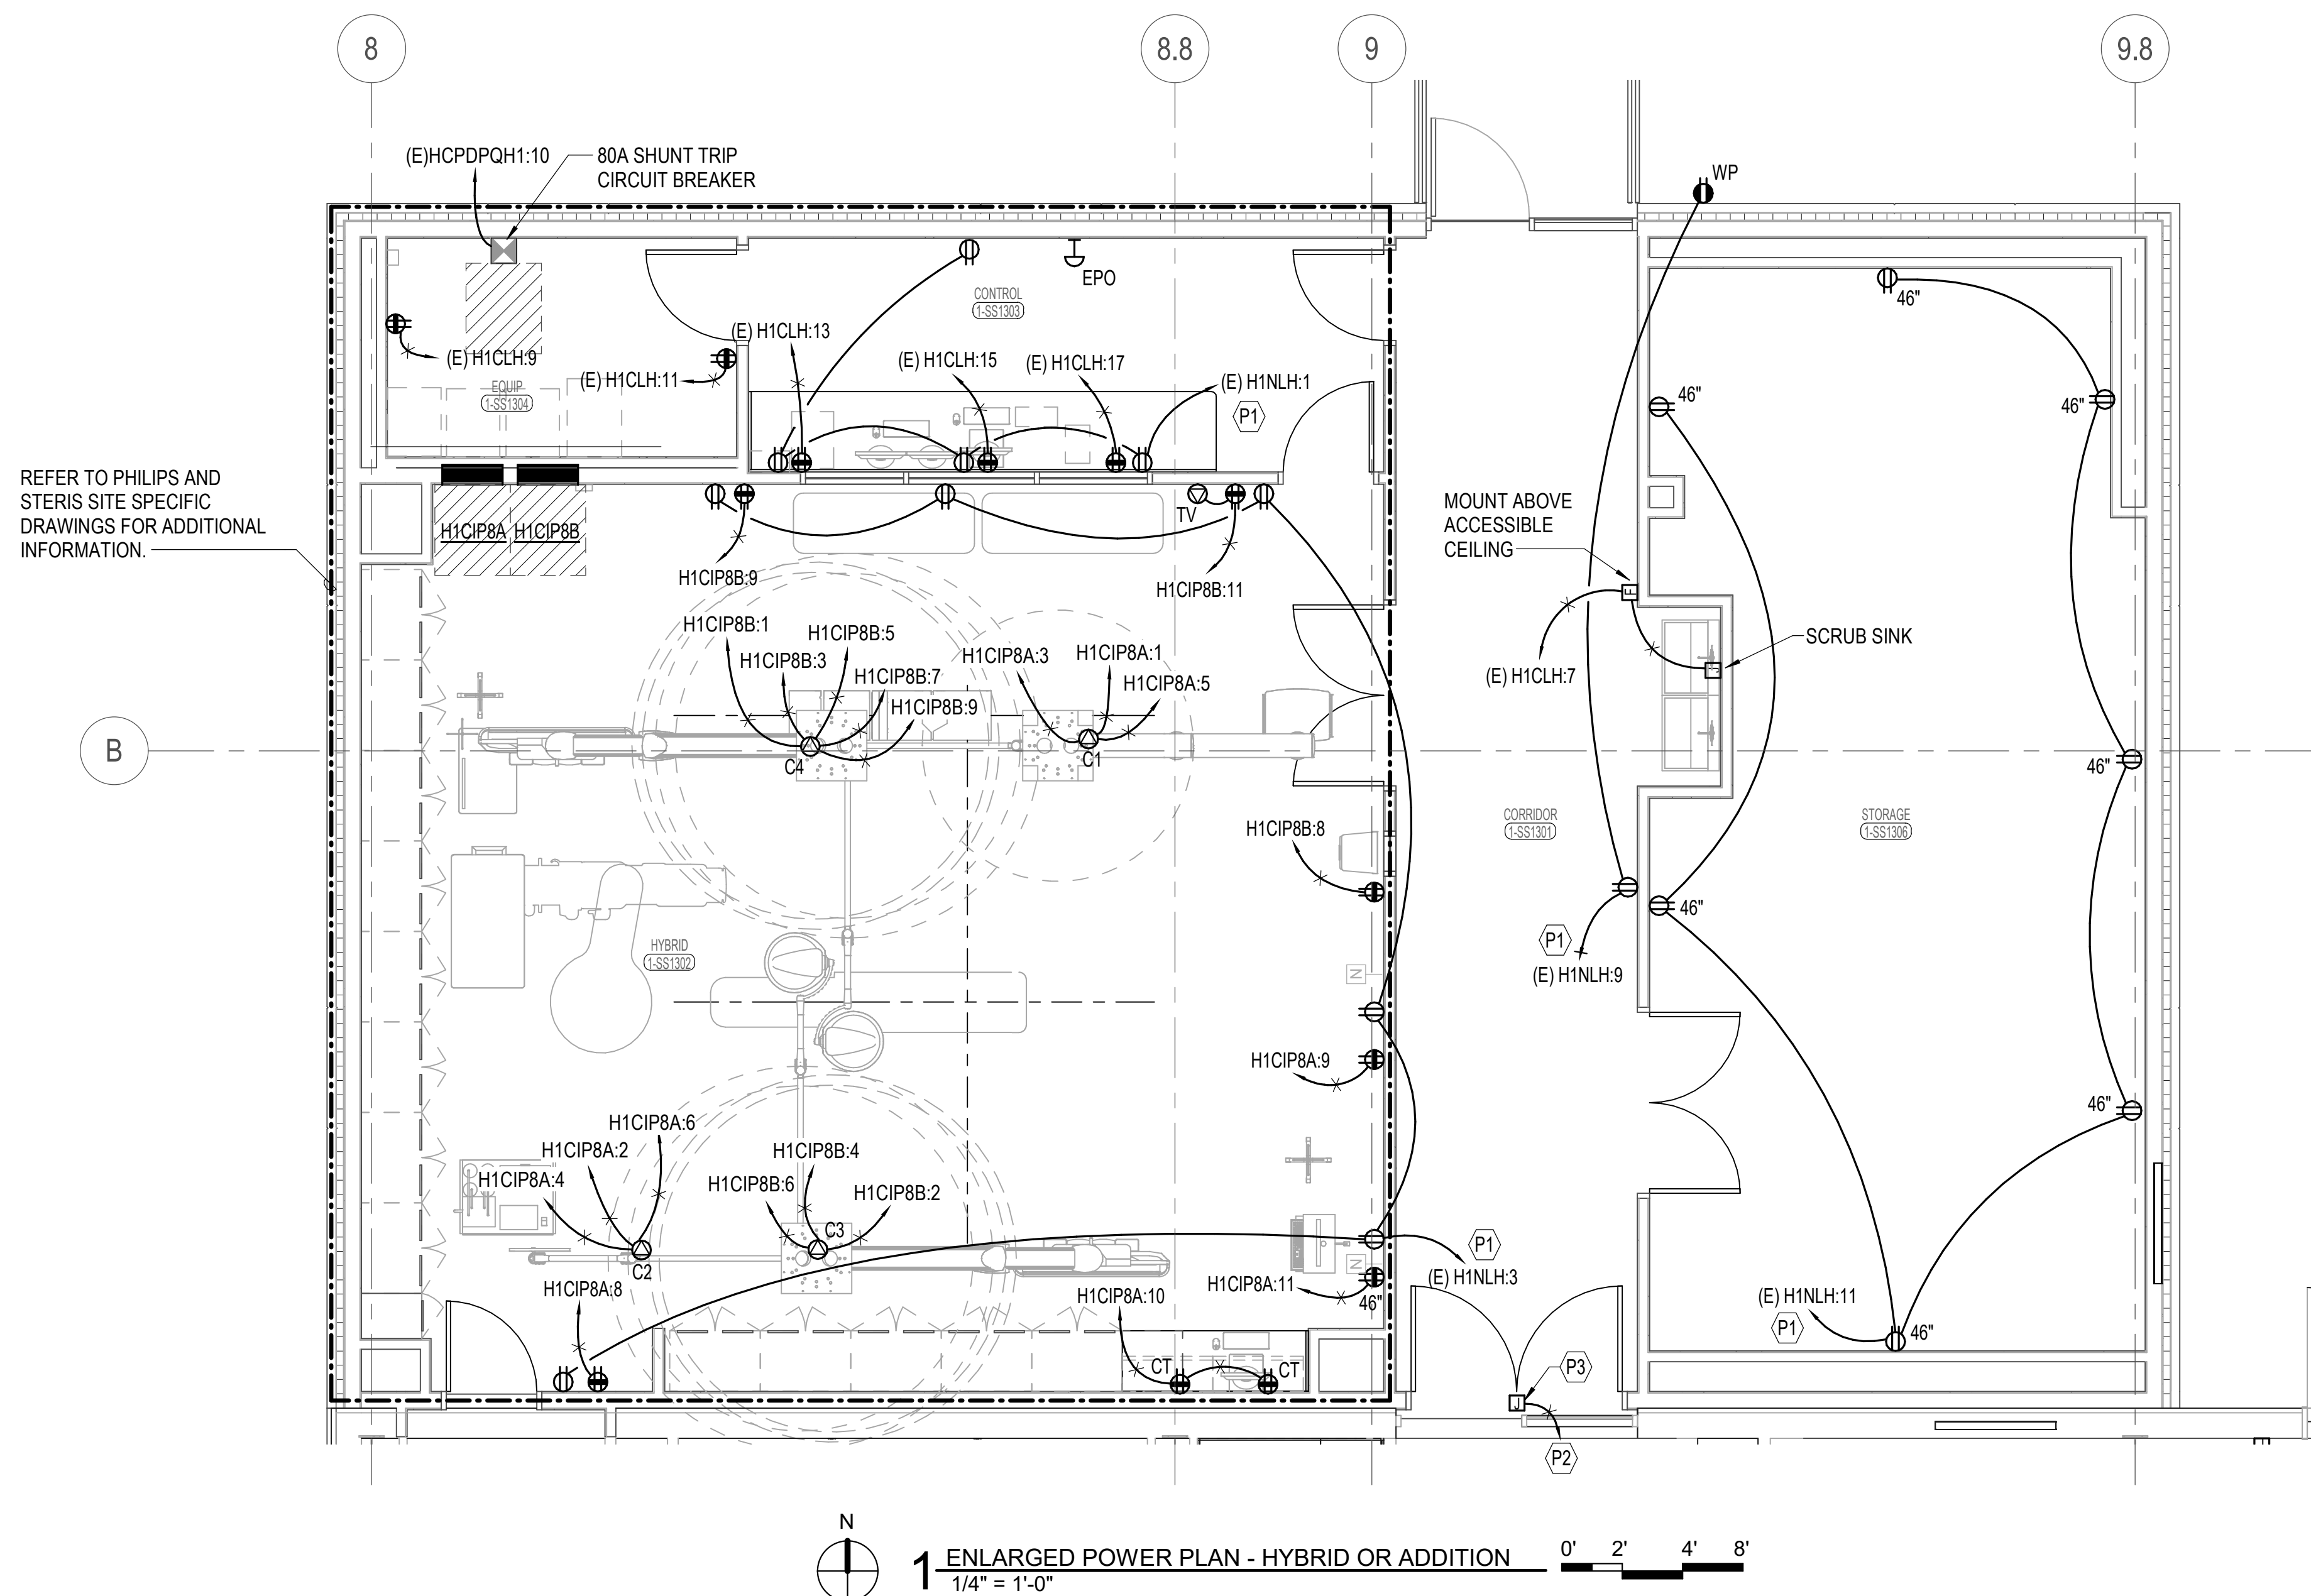 8
8.8
9
9.8
(E)HCPDPQH1:10
80A SHUNT TRIP
CIRCUIT BREAKER
WP
EPO
CONTROL
1-SS1303
46"
(E) H1CLH:13
(E) H1CLH:9
(E) H1CLH:11
(E) H1CLH:15
(E) H1CLH:17
(E) H1NLH:1
P1
EQUIP
1-SS1304
46"
46"
REFER TO PHILIPS AND
STERIS SITE SPECIFIC
DRAWINGS FOR ADDITIONAL
INFORMATION.
H1CIP8A
H1CIP8B
TV
MOUNT ABOVE
ACCESSIBLE
CEILING
H1CIP8B:9
H1CIP8B:11
F
J
SCRUB SINK
(E) H1CLH:7
H1CIP8B:1
H1CIP8B:5
H1CIP8B:3
H1CIP8B:7
H1CIP8B:9
H1CIP8A:3
H1CIP8A:1
H1CIP8A:5
B
C4
C1
46"
H1CIP8B:8
CORRIDOR
1-SS1301
STORAGE
1-SS1306
46"
P1
(E) H1NLH:9
HYBRID
1-SS1302
N
H1CIP8A:9
46"
H1CIP8A:6
H1CIP8A:2
H1CIP8A:4
H1CIP8B:4
H1CIP8B:6
H1CIP8B:2
C3
C2
N
P1
(E) H1NLH:3
H1CIP8A:8
H1CIP8A:10
H1CIP8A:11
46"
(E) H1NLH:11
P1
46"
CT
CT
P3
J
P2
N
1
ENLARGED POWER PLAN - HYBRID OR ADDITION
1/4" = 1'-0"
0' 2' 4' 8'